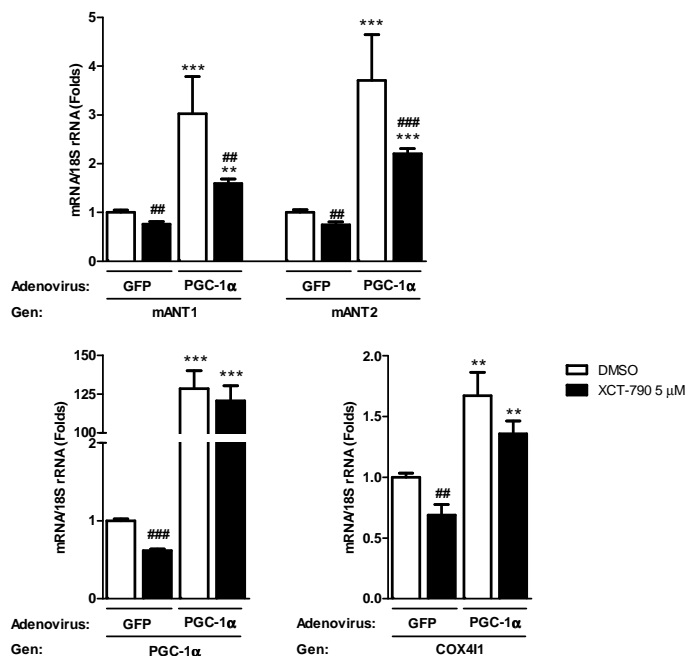 mRNA/18S rRNA (Folds)
5
4
3
2
1
0
***
##
##
**
***
##
###
***
Adenovirus: GFP PGC-1α GFP PGC-1α
Gen: mANT1 mANT2
mRNA/18S rRNA (Folds)
150
125
100
2
1
0
***
***
###
Adenovirus: GFP PGC-1α
Gen: PGC-1α
mRNA/18S rRNA (Folds)
2.0
1.5
1.0
0.5
0.0
**
**
##
Adenovirus: GFP PGC-1α
Gen: COX4I1
DMSO
XCT-790 5 µM